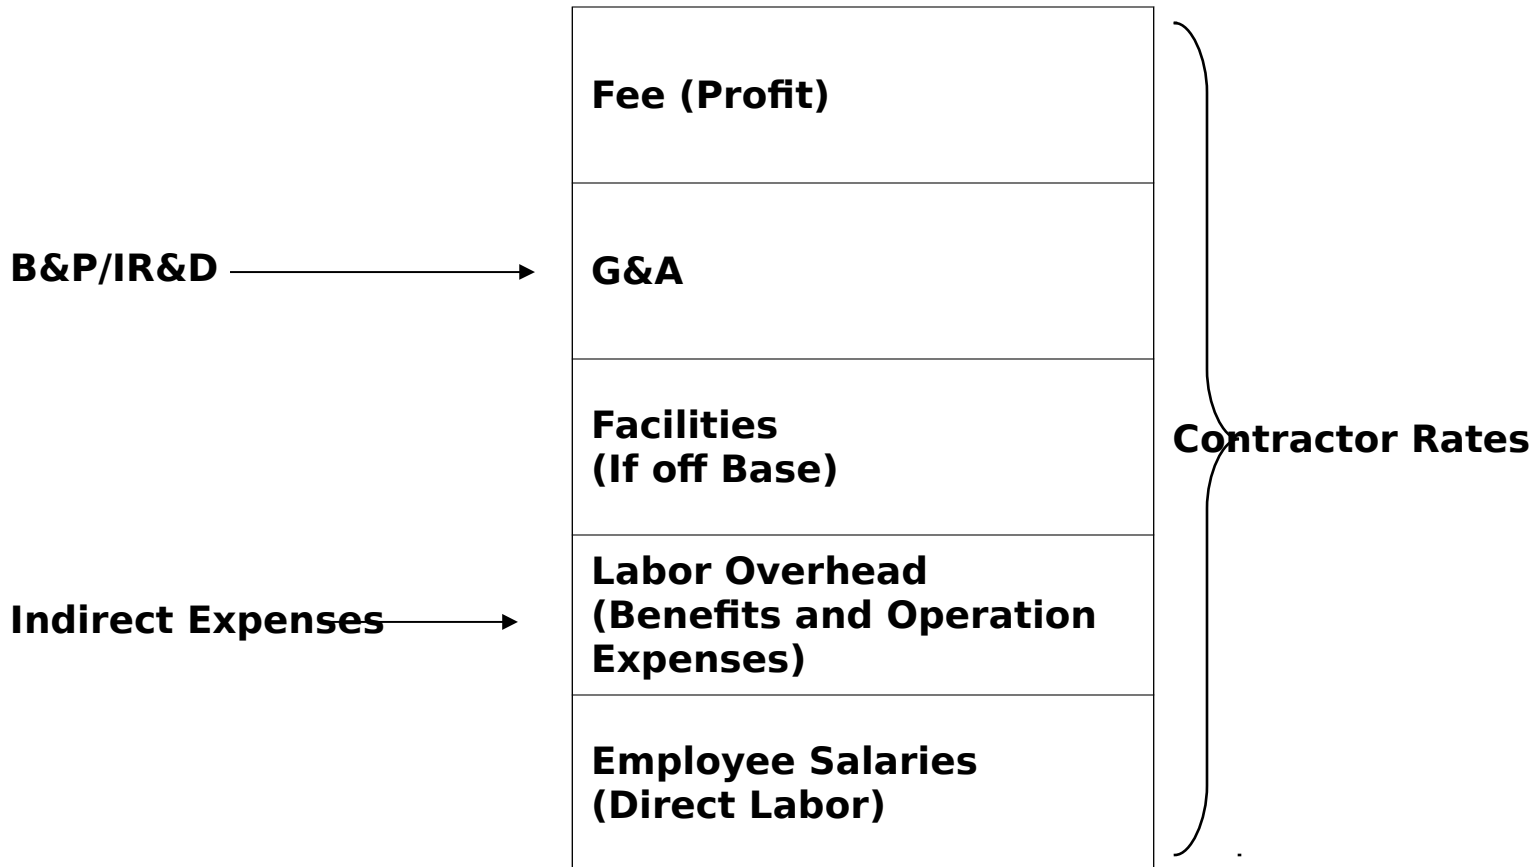 Fee (Profit)
B&P/IR&D
G&A
Facilities
(If off Base)
Contractor Rates
Labor Overhead
(Benefits and Operation
Expenses)
Indirect Expenses
Employee Salaries
(Direct Labor)